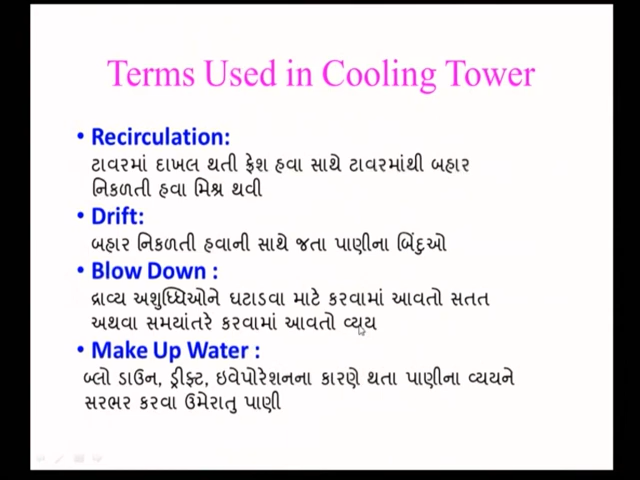 Terms Used in Cooling Tower
• Recirculation:
ટાવરમાં દાખલ થતી ફ્રેશ હવા સાથે ટાવરમાંથી બહાર
નિકળતી હવા મિશ્ર થવી
• Drift:
બહાર નિકળતી હવાની સાથે જતા પાણીના બિંદુઓ
• Blow Down :
દ્રાવ્ય અશુધ્ધિઓને ઘટાડવા માટે કરવામાં આવતો સતત
અથવા સમયાંતરે કરવામાં આવતો વ્યય
• Make Up Water :
બ્લો ડાઉન, ડ્રીફ્ટ, ઇવેપોરેશનના કારણે થતા પાણીના વ્યયને
સરભર કરવા ઉમેરાતુ પાણી